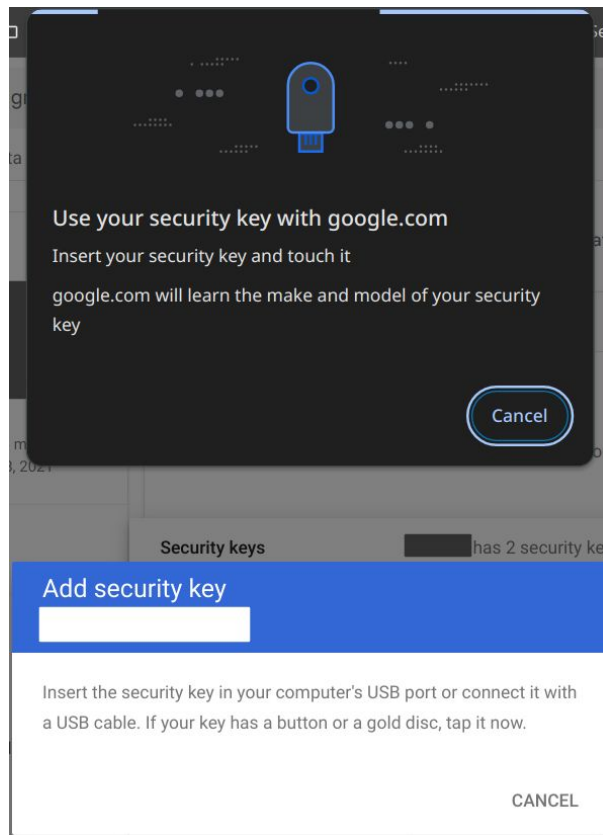 Use your security key with google.com
Insert your security key and touch it
google.com will learn the make and model of your security
key
Cancel
Security keys has 2 security ke
Add security key
Insert the security key in your computer's USB port or connect it with
a USB cable. If your key has a button or a gold disc, tap it now.
CANCEL